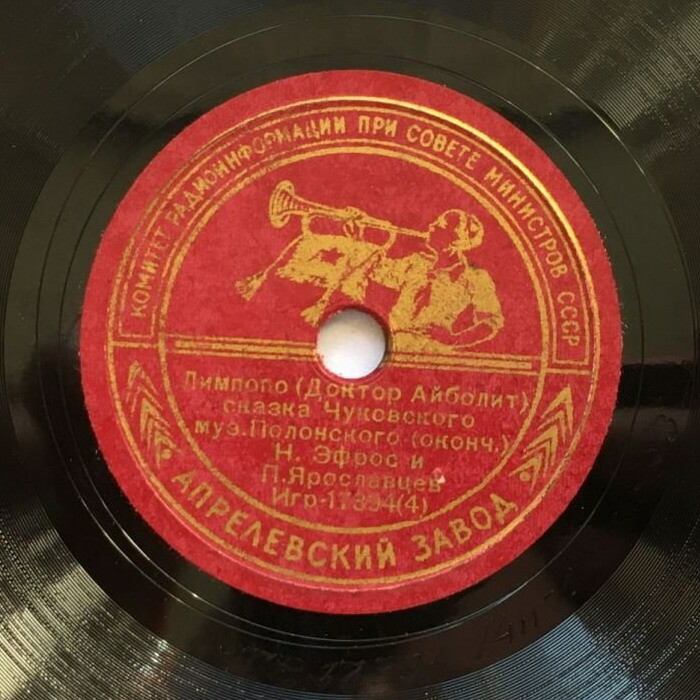 КОМИТЕТ РАДИОИНФОРМАЦИИ ПРИ СОВЕТЕ МИНИСТРОВ СССР
Лимпопо (Доктор Айболит)
сказка Чуковского
муз.Полонского (оконч.)
Н. Эфрос и
П.Ярославцев
Игр-17394(4)
АПРЕЛЕВСКИЙ ЗАВОД